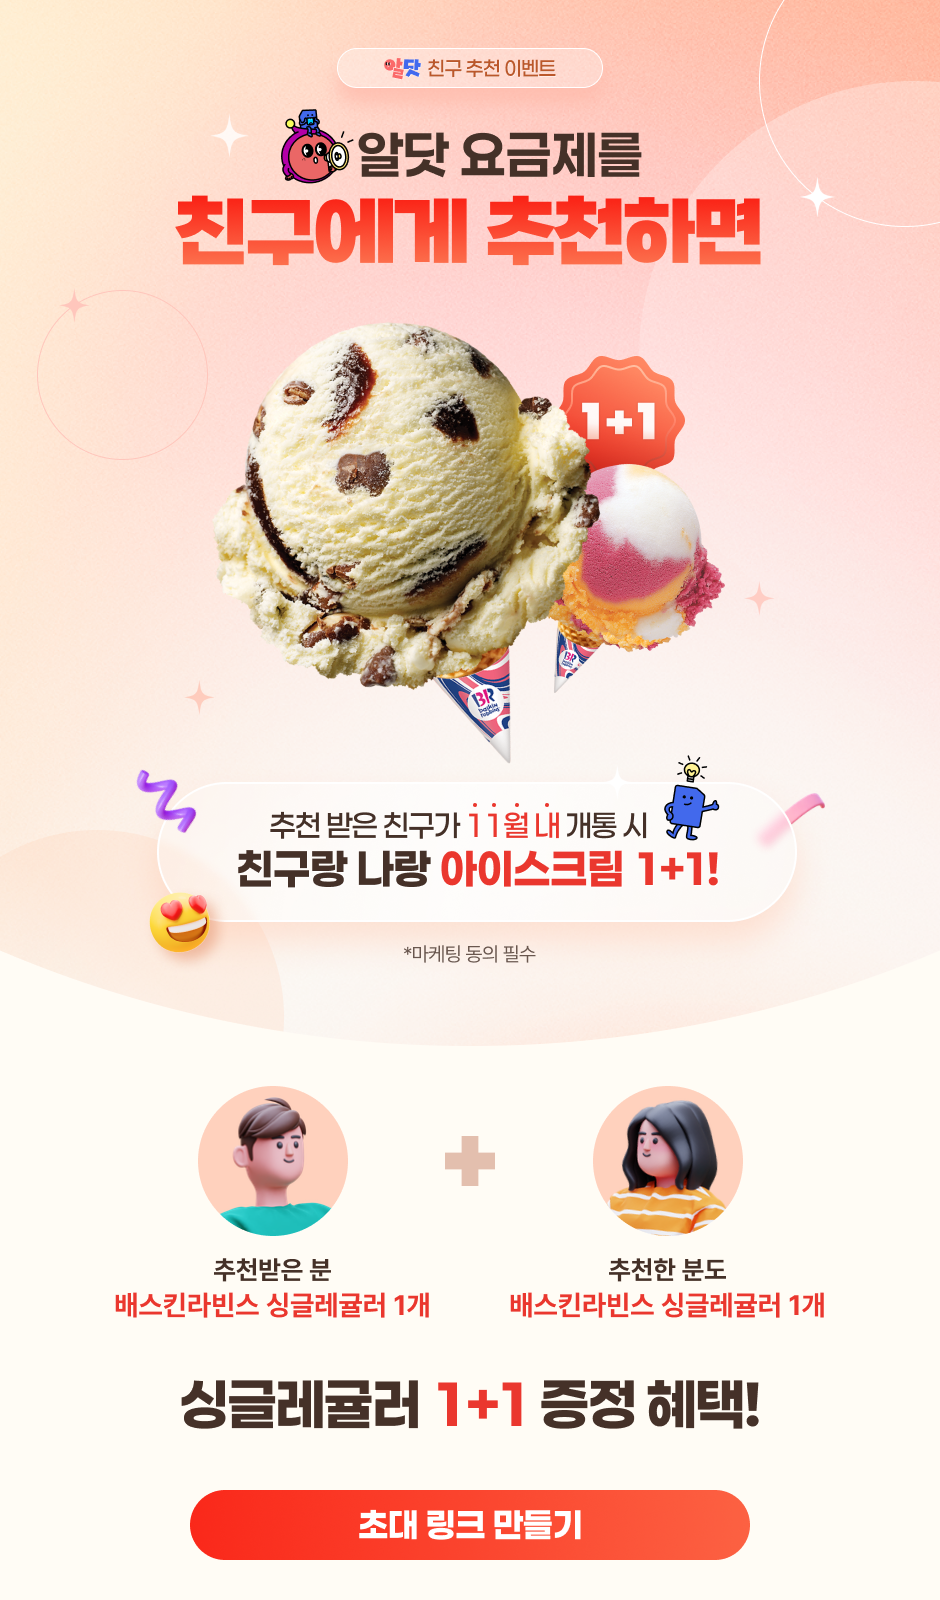 알닷 친구 추천 이벤트
알닷 요금제를
친구에게 추천하면
1+1
BR
baskin
robbins
BR
추천 받은 친구가 11월 내 개통 시
친구랑 나랑 아이스크림 1+1!
*마케팅 동의 필수
추천받은 분
배스킨라빈스 싱글레귤러 1개
추천한 분도
배스킨라빈스 싱글레귤러 1개
싱글레귤러 1+1 증정 혜택!
초대 링크 만들기